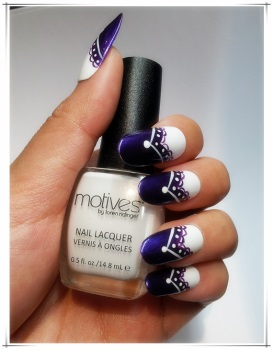 motives
by loren ridinger
NAIL LACQUER
VERNIS À ONGLES
0.5 fl. oz / 14.8 mL e